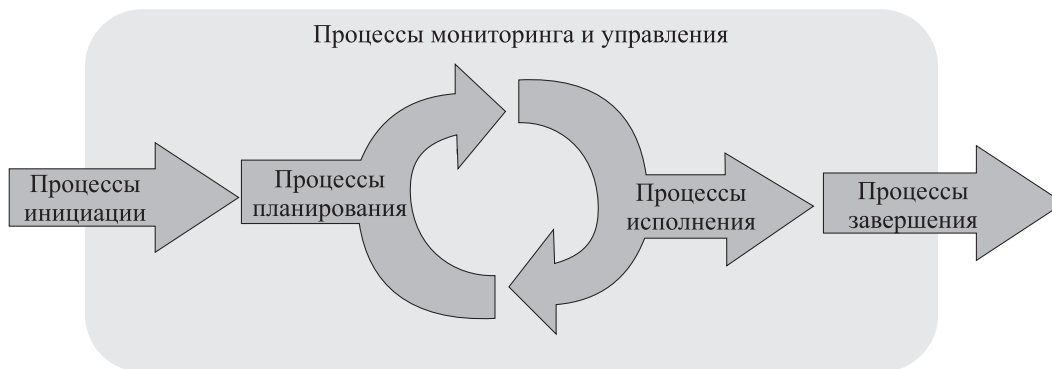 Процессы мониторинга и управления
Процессы
инициации
Процессы
планирования
Процессы
исполнения
Процессы
завершения